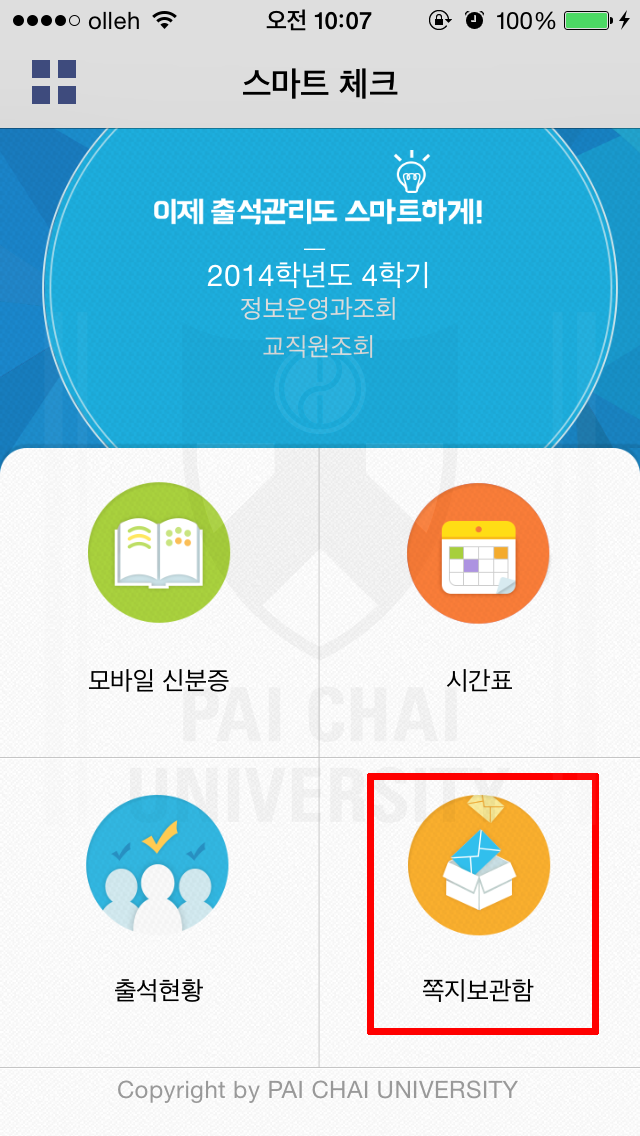 olleh 오전 10:07 100%
스마트 체크
이제 출석관리도 스마트하게!
2014학년도 4학기
정보운영과조회
교직원조회
모바일 신분증
시간표
PAI CHAI
UNIVERSITY
출석현황
쪽지보관함
Copyright by PAI CHAI UNIVERSITY